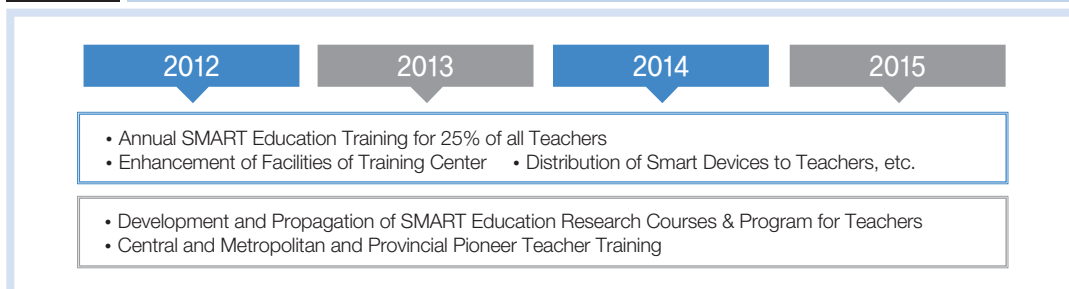 2012 2013 2014 2015
• Annual SMART Education Training for 25% of all Teachers
• Enhancement of Facilities of Training Center • Distribution of Smart Devices to Teachers, etc.
• Development and Propagation of SMART Education Research Courses & Program for Teachers
• Central and Metropolitan and Provincial Pioneer Teacher Training